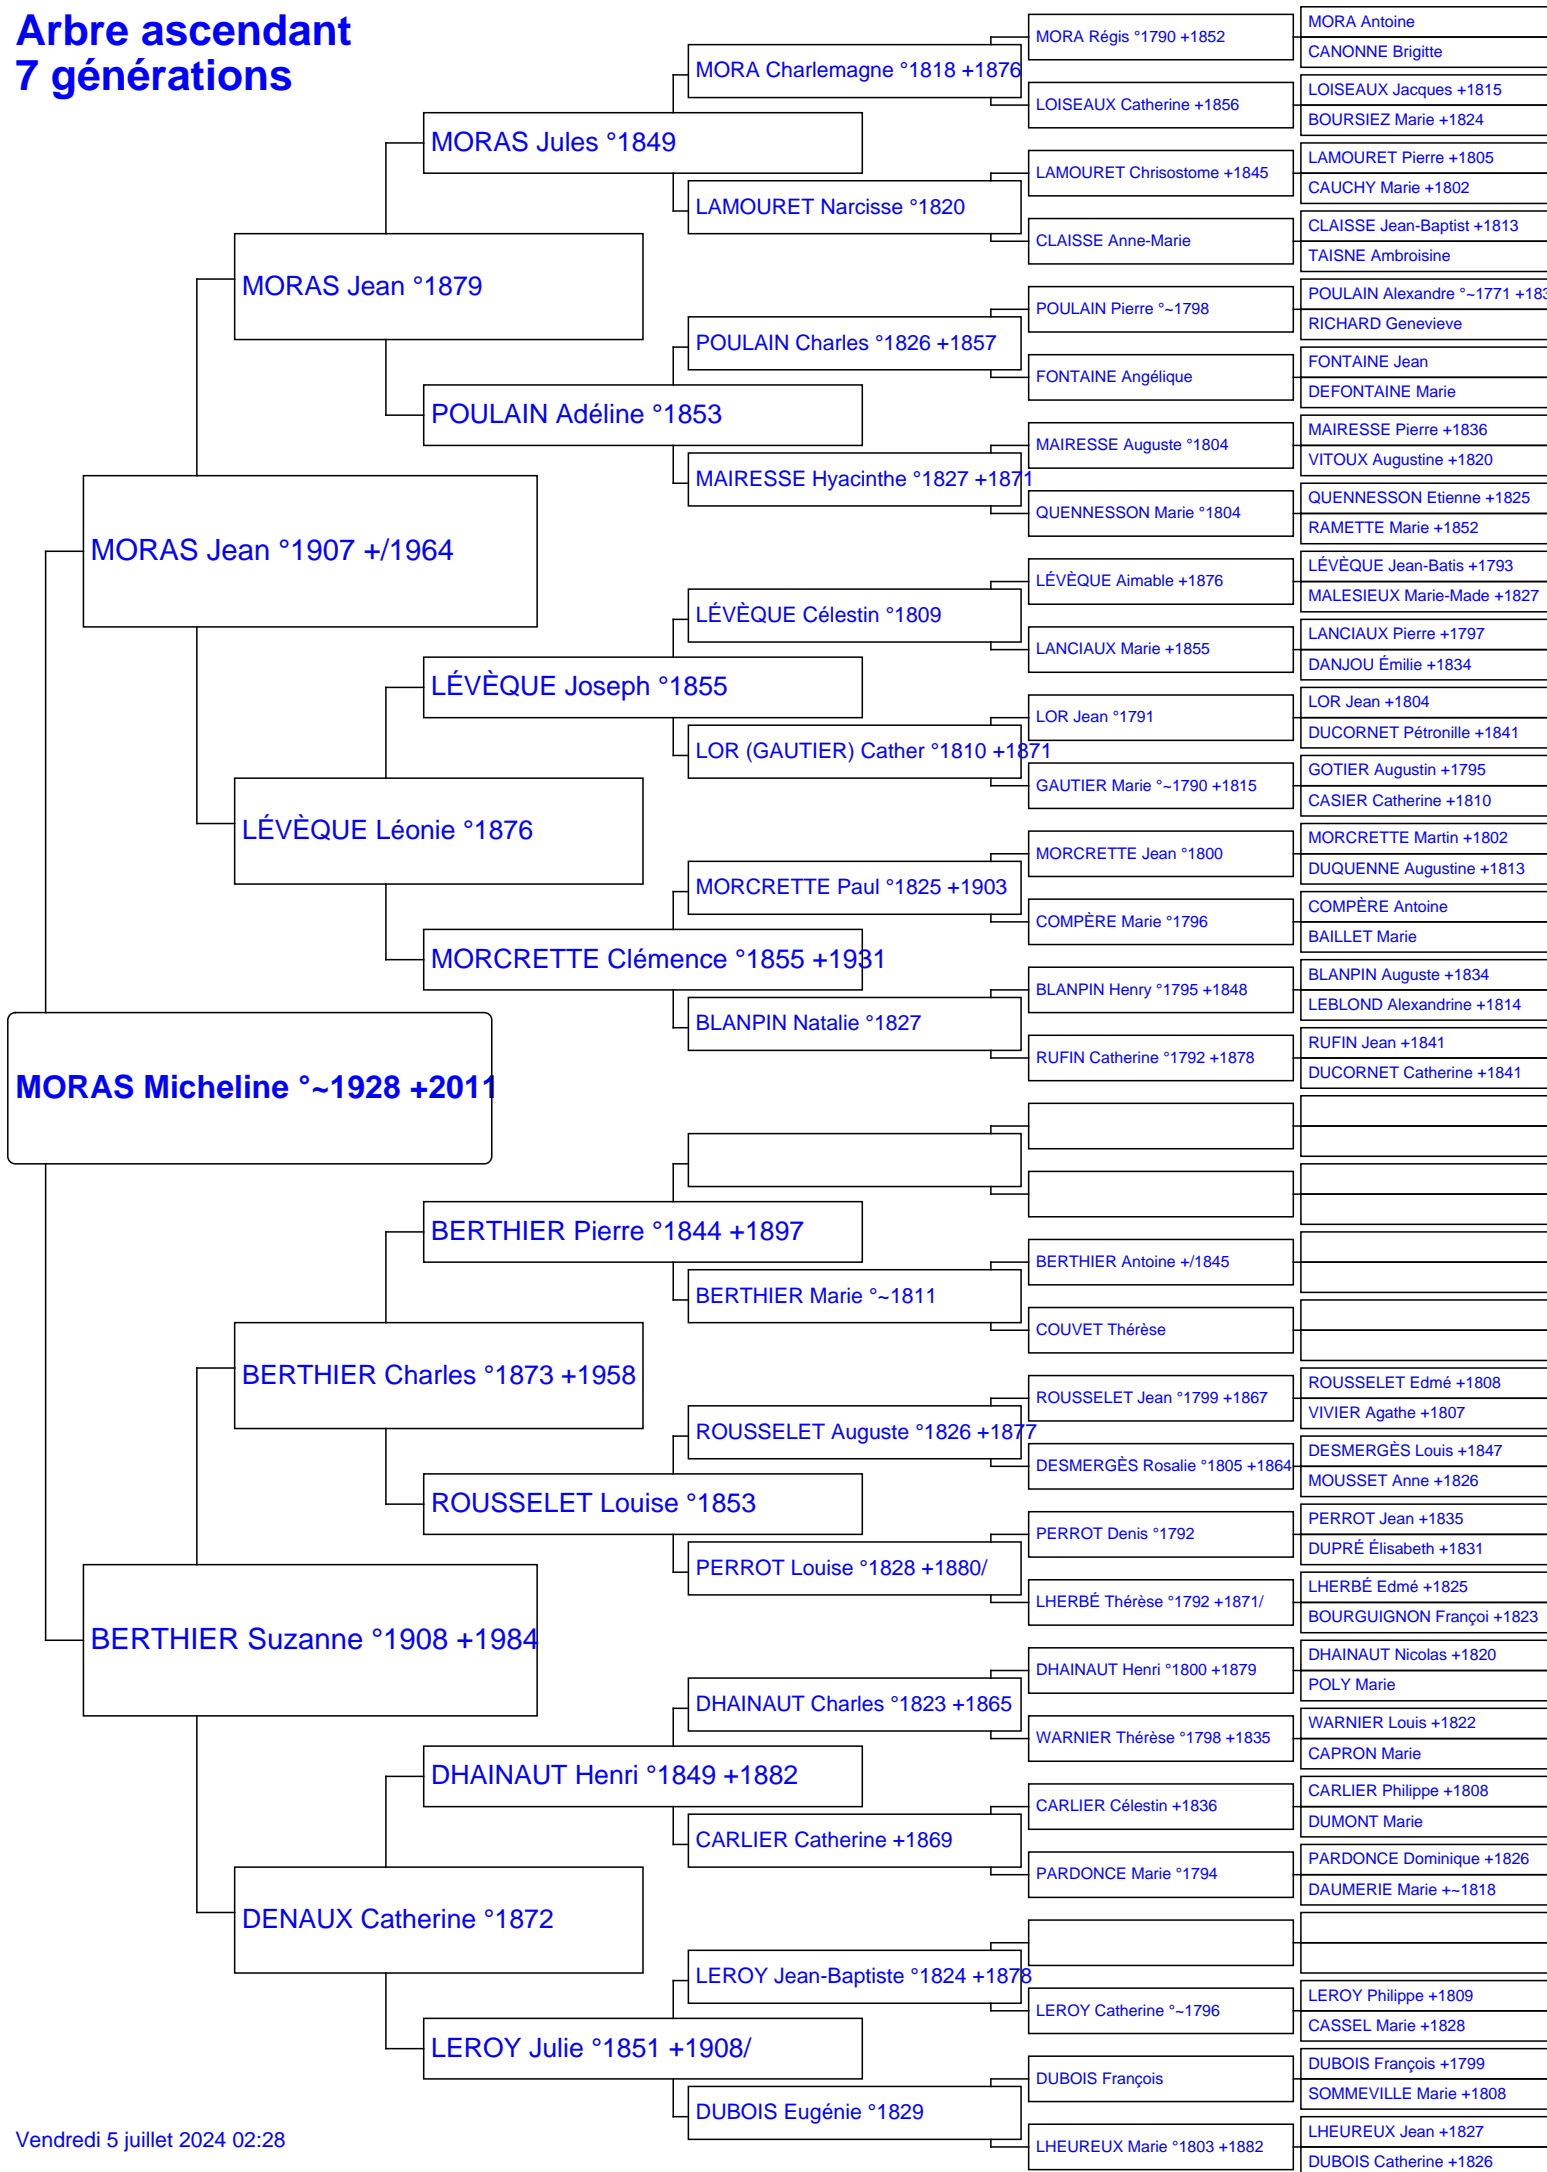 Arbre ascendant
7 générations
MORAS Micheline °~1928 +2011
MORAS Jean °1907 +/1964
BERTHIER Suzanne °1908 +1984
MORAS Jean °1879
LÉVÈQUE Léonie °1876
BERTHIER Charles °1873 +1958
DENAUX Catherine °1872
MORAS Jules °1849
POULAIN Adéline °1853
LÉVÈQUE Joseph °1855
MORCRETTE Clémence °1855 +1931
BERTHIER Pierre °1844 +1897
ROUSSELET Louise °1853
DHAINAUT Henri °1849 +1882
LEROY Julie °1851 +1908/
MORA Charlemagne °1818 +1876
LAMOURET Narcisse °1820
POULAIN Charles °1826 +1857
MAIRESSE Hyacinthe °1827 +1871
LÉVÈQUE Célestin °1809
LOR (GAUTIER) Cather °1810 +1871
MORCRETTE Paul °1825 +1903
BLANPIN Natalie °1827
BERTHIER Marie °~1811
ROUSSELET Auguste °1826 +1877
PERROT Louise °1828 +1880/
DHAINAUT Charles °1823 +1865
CARLIER Catherine +1869
LEROY Jean-Baptiste °1824 +1878
DUBOIS Eugénie °1829
MORA Régis °1790 +1852
LOISEAUX Catherine +1856
LAMOURET Chrisostome +1845
CLAISSE Anne-Marie
POULAIN Pierre °~1798
FONTAINE Angélique
MAIRESSE Auguste °1804
QUENNESSON Marie °1804
LÉVÈQUE Aimable +1876
LANCIAUX Marie +1855
LOR Jean °1791
GAUTIER Marie °~1790 +1815
MORCRETTE Jean °1800
COMPÈRE Marie °1796
BLANPIN Henry °1795 +1848
RUFIN Catherine °1792 +1878
BERTHIER Antoine +/1845
COUVET Thérèse
ROUSSELET Jean °1799 +1867
DESMERGÈS Rosalie °1805 +1864
PERROT Denis °1792
LHERBÉ Thérèse °1792 +1871/
DHAINAUT Henri °1800 +1879
WARNIER Thérèse °1798 +1835
CARLIER Célestin +1836
PARDONCE Marie °1794
LEROY Catherine °~1796
DUBOIS François
LHEUREUX Marie °1803 +1882
MORA Antoine
CANONNE Brigitte
LOISEAUX Jacques +1815
BOURSIEZ Marie +1824
LAMOURET Pierre +1805
CAUCHY Marie +1802
CLAISSE Jean-Baptist +1813
TAISNE Ambroisine
POULAIN Alexandre °~1771 +183
RICHARD Genevieve
FONTAINE Jean
DEFONTAINE Marie
MAIRESSE Pierre +1836
VITOUX Augustine +1820
QUENNESSON Etienne +1825
RAMETTE Marie +1852
LÉVÈQUE Jean-Batis +1793
MALESIEUX Marie-Made +1827
LANCIAUX Pierre +1797
DANJOU Émilie +1834
LOR Jean +1804
DUCORNET Pétronille +1841
GOTIER Augustin +1795
CASIER Catherine +1810
MORCRETTE Martin +1802
DUQUENNE Augustine +1813
COMPÈRE Antoine
BAILLET Marie
BLANPIN Auguste +1834
LEBLOND Alexandrine +1814
RUFIN Jean +1841
DUCORNET Catherine +1841
ROUSSELET Edmé +1808
VIVIER Agathe +1807
DESMERGÈS Louis +1847
MOUSSET Anne +1826
PERROT Jean +1835
DUPRÉ Élisabeth +1831
LHERBÉ Edmé +1825
BOURGUIGNON Françoi +1823
DHAINAUT Nicolas +1820
POLY Marie
WARNIER Louis +1822
CAPRON Marie
CARLIER Philippe +1808
DUMONT Marie
PARDONCE Dominique +1826
DAUMERIE Marie +~1818
LEROY Philippe +1809
CASSEL Marie +1828
DUBOIS François +1799
SOMMEVILLE Marie +1808
LHEUREUX Jean +1827
DUBOIS Catherine +1826
Vendredi 5 juillet 2024 02:28